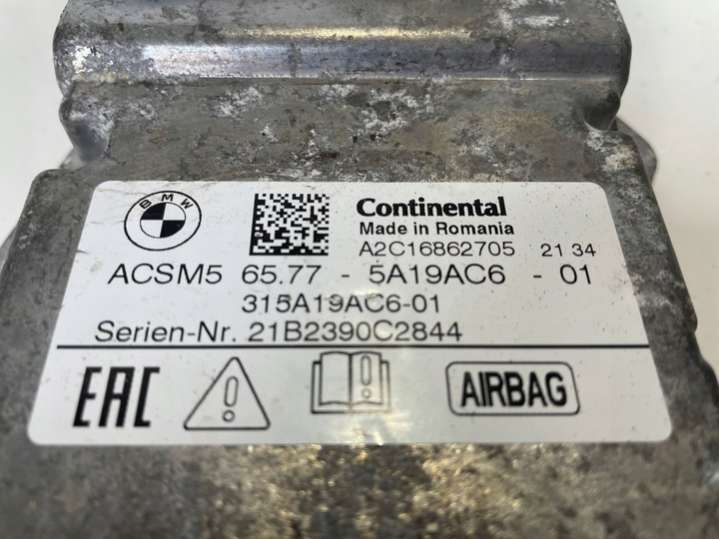 BMW
Continental
Made in Romania
A2C16862705 21 34
ACSM5 65.77 - 5A19AC6 - 01
315A19AC6-01
Serien-Nr. 21B2390C2844
EAC
AIRBAG